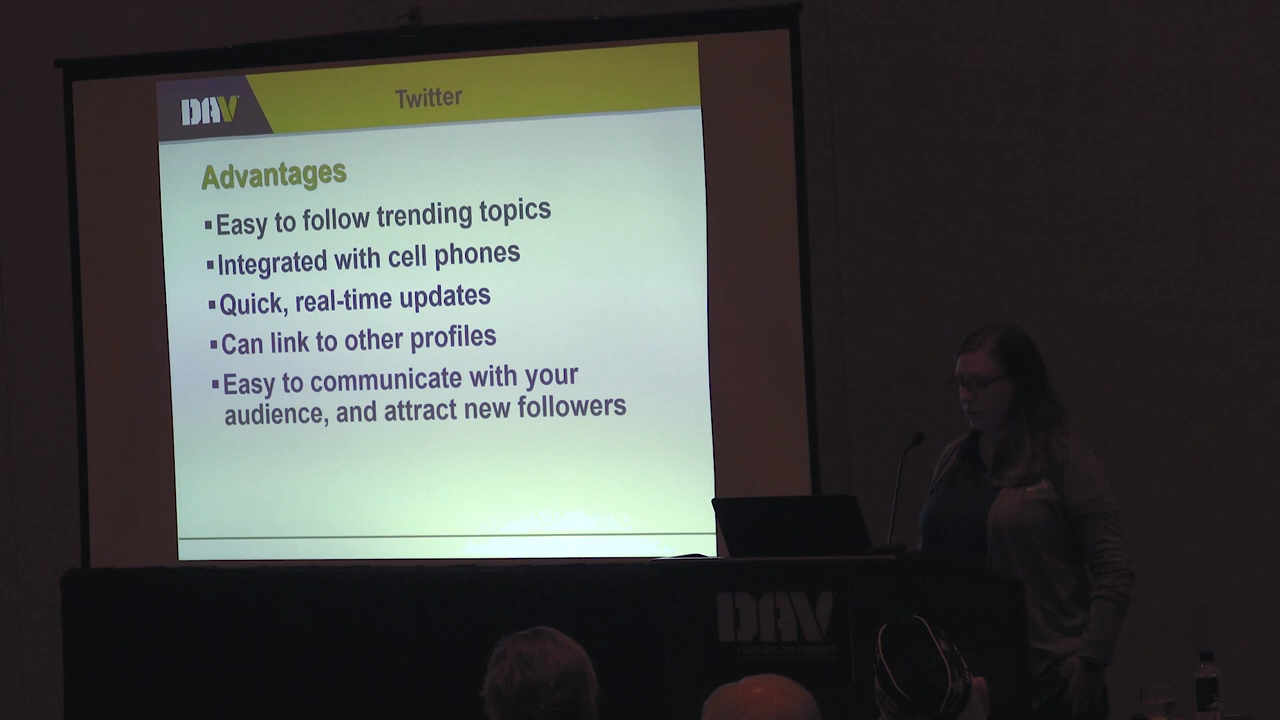 DAV
Twitter
Advantages
▪Easy to follow trending topics
▪Integrated with cell phones
▪Quick, real-time updates
▪Can link to other profiles
▪Easy to communicate with your
audience, and attract new followers
DAV